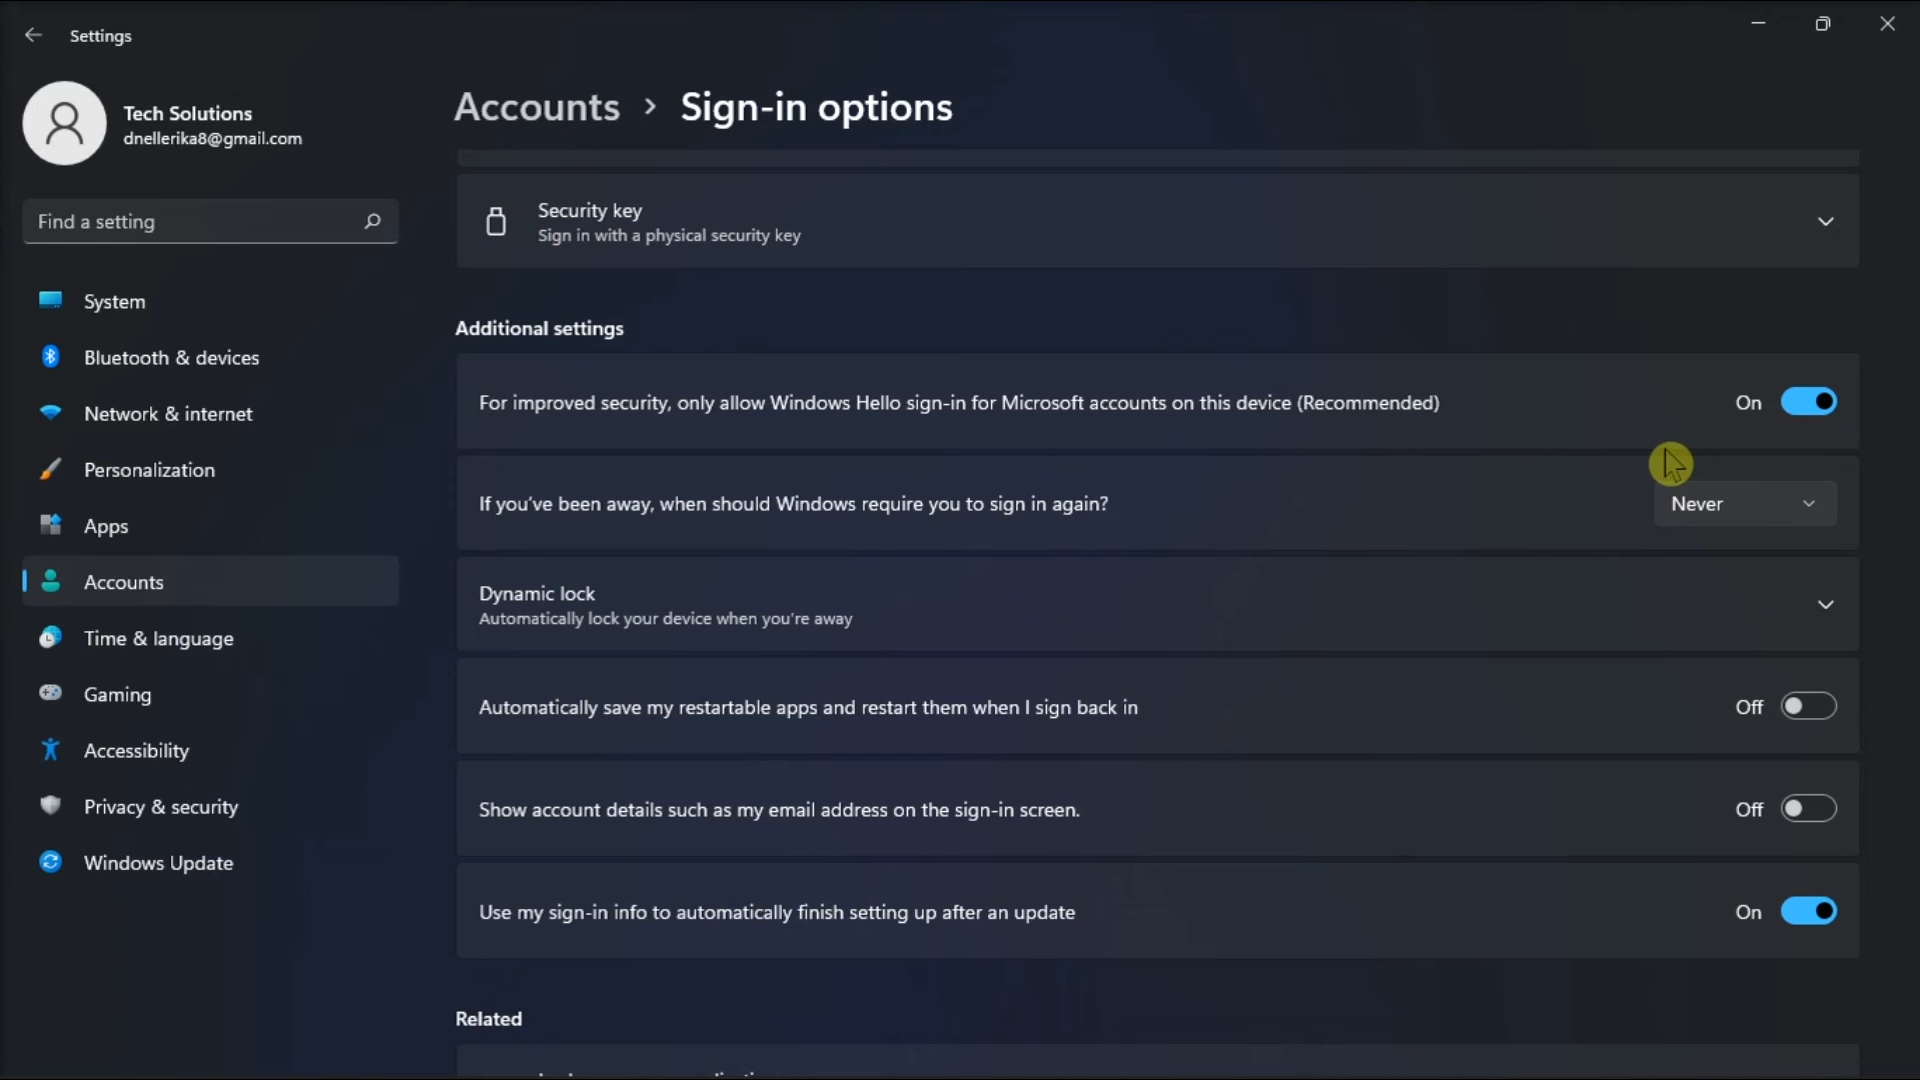 Settings
Tech Solutions
dnellerika8@gmail.com
Find a setting
System
Bluetooth & devices
Network & internet
Personalization
Apps
Accounts
Time & language
Gaming
Accessibility
Privacy & security
Windows Update
Accounts › Sign-in options
Security key
Sign in with a physical security key
Additional settings
For improved security, only allow Windows Hello sign-in for Microsoft accounts on this device (Recommended) On
If you've been away, when should Windows require you to sign in again? Never
Dynamic lock
Automatically lock your device when you're away
Automatically save my restartable apps and restart them when I sign back in Off
Show account details such as my email address on the sign-in screen. Off
Use my sign-in info to automatically finish setting up after an update On
Related